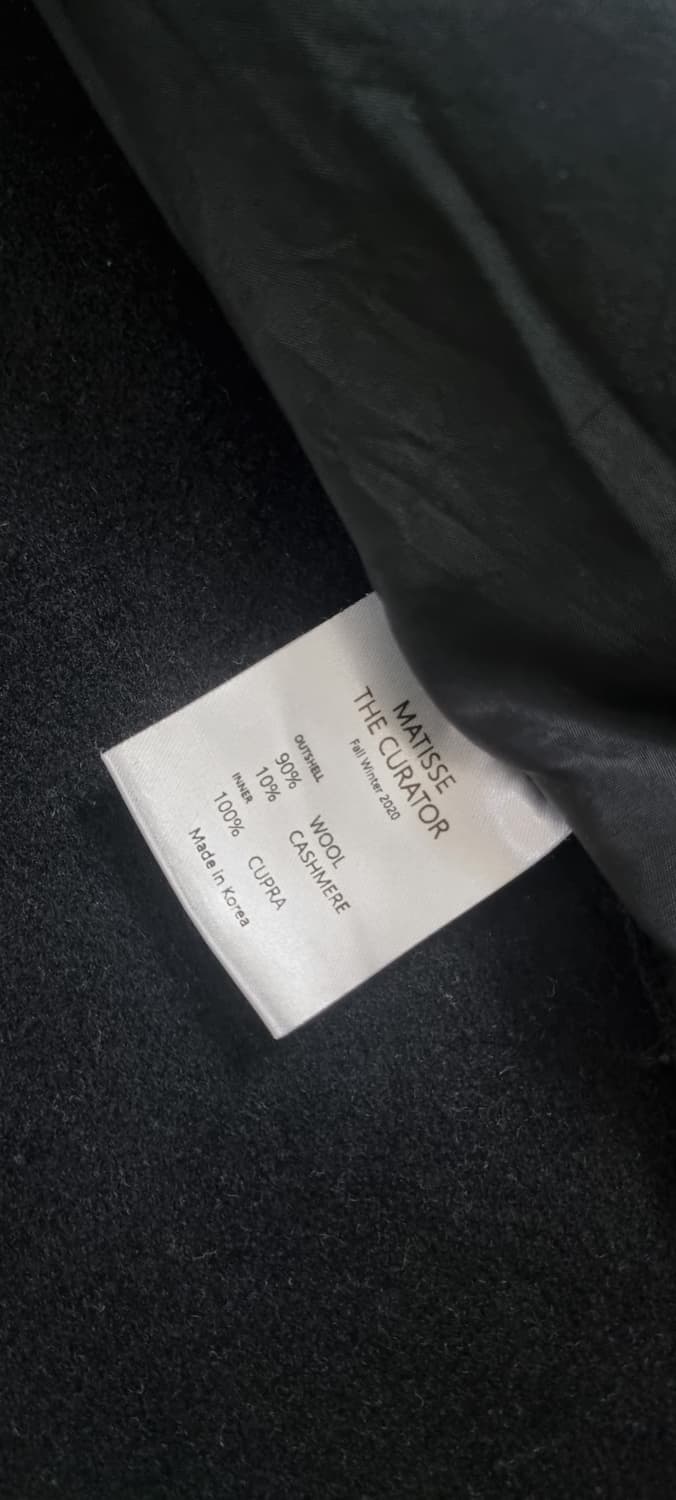 MATISSE
THE CURATOR
Fall Winter 2020
OUTSHELL
90% WOOL
10% CASHMERE
INNER
100% CUPRA
Made in Korea